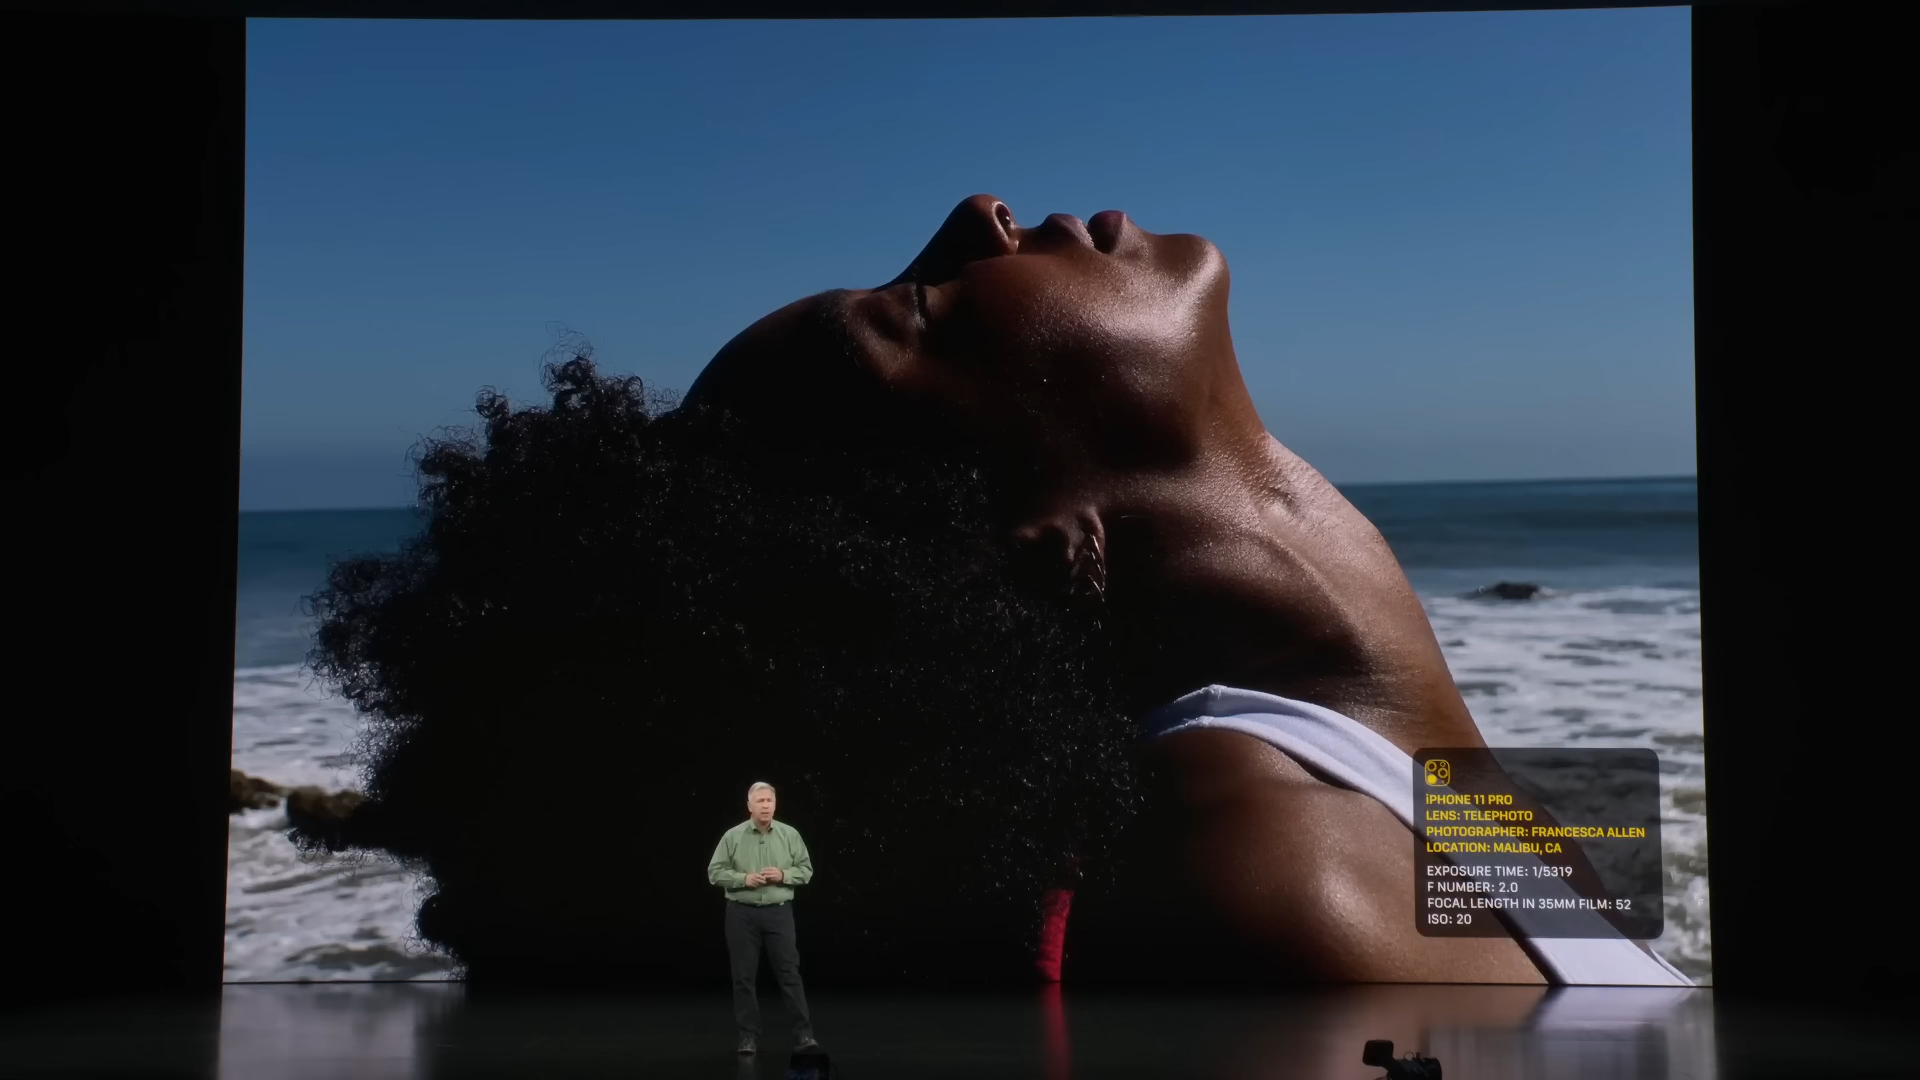 iPHONE 11 PRO
LENS: TELEPHOTO
PHOTOGRAPHER: FRANCESCA ALLEN
LOCATION: MALIBU, CA
EXPOSURE TIME: 1/5319
F NUMBER: 2.0
FOCAL LENGTH IN 35MM FILM: 52
ISO: 20